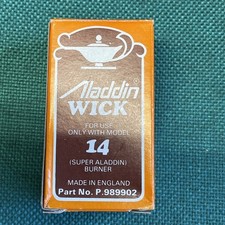 Aladdin
WICK
FOR USE
ONLY WITH MODEL
14
(SUPER ALADDIN)
BURNER
MADE IN ENGLAND
Part No. P.989902